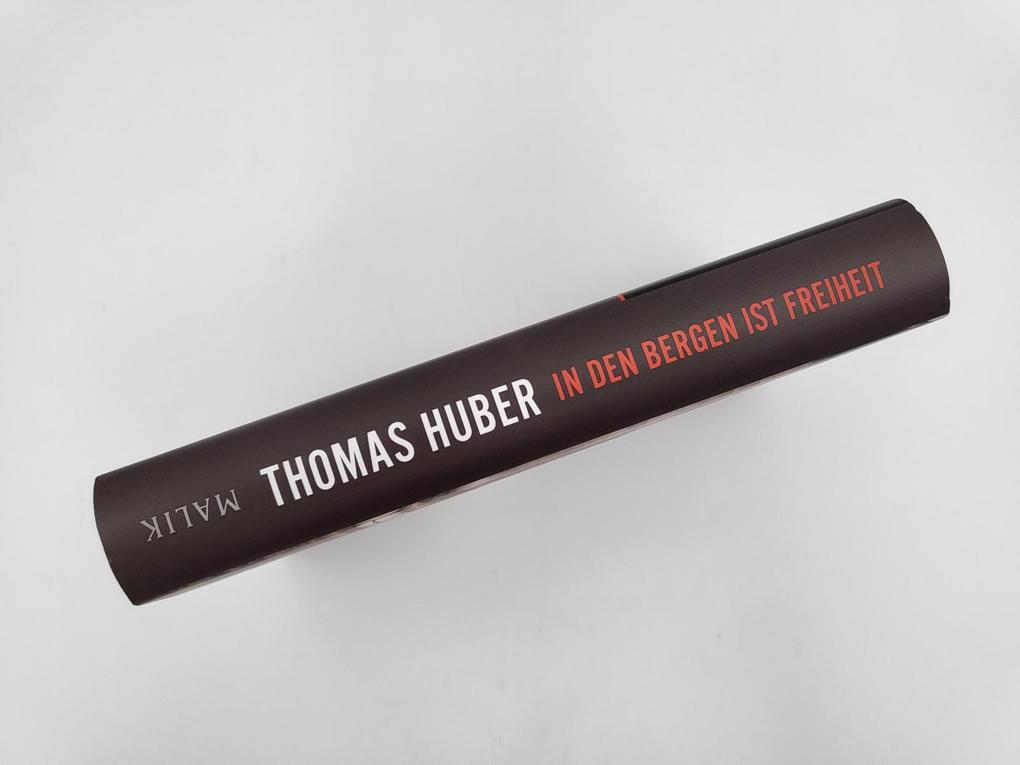 MALIK
THOMAS HUBER IN DEN BERGEN IST FREIHEIT